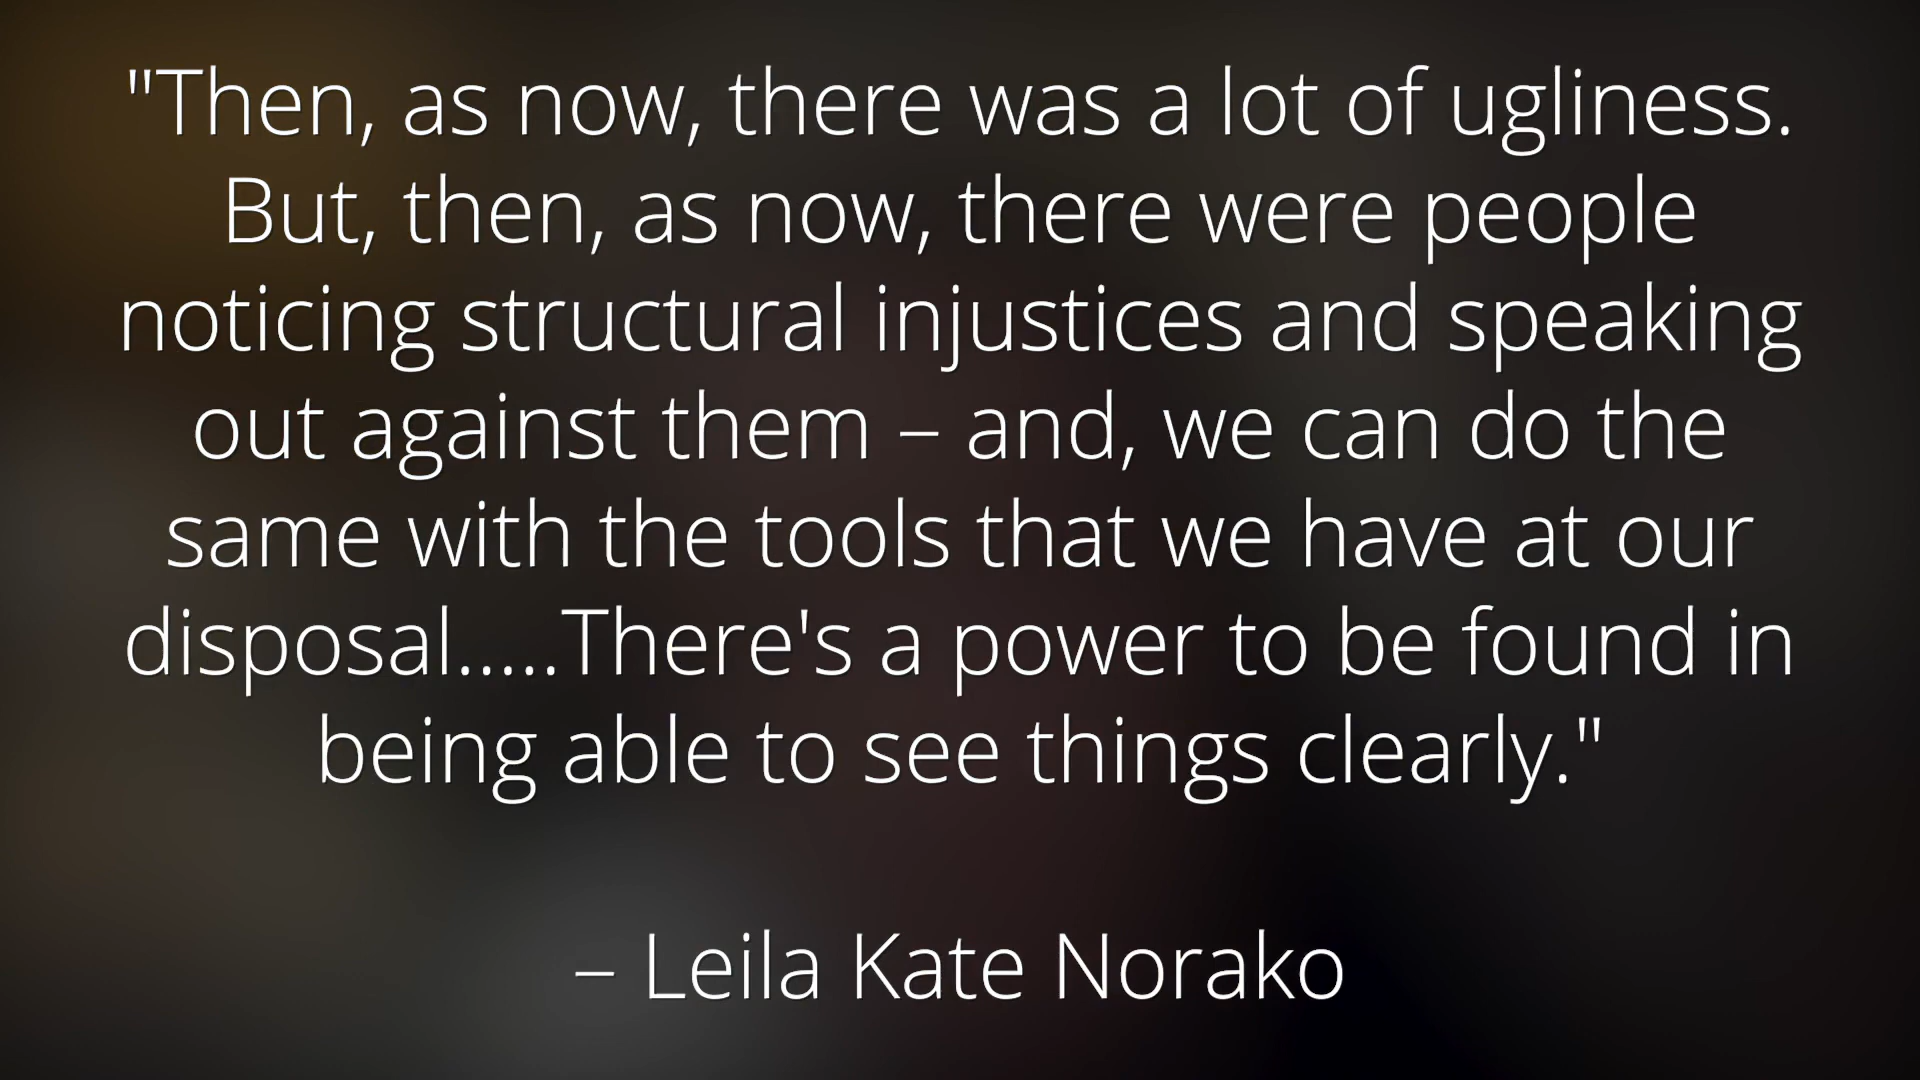 "Then, as now, there was a lot of ugliness.
But, then, as now, there were people
noticing structural injustices and speaking
out against them – and, we can do the
same with the tools that we have at our
disposal.....There's a power to be found in
being able to see things clearly."
– Leila Kate Norako